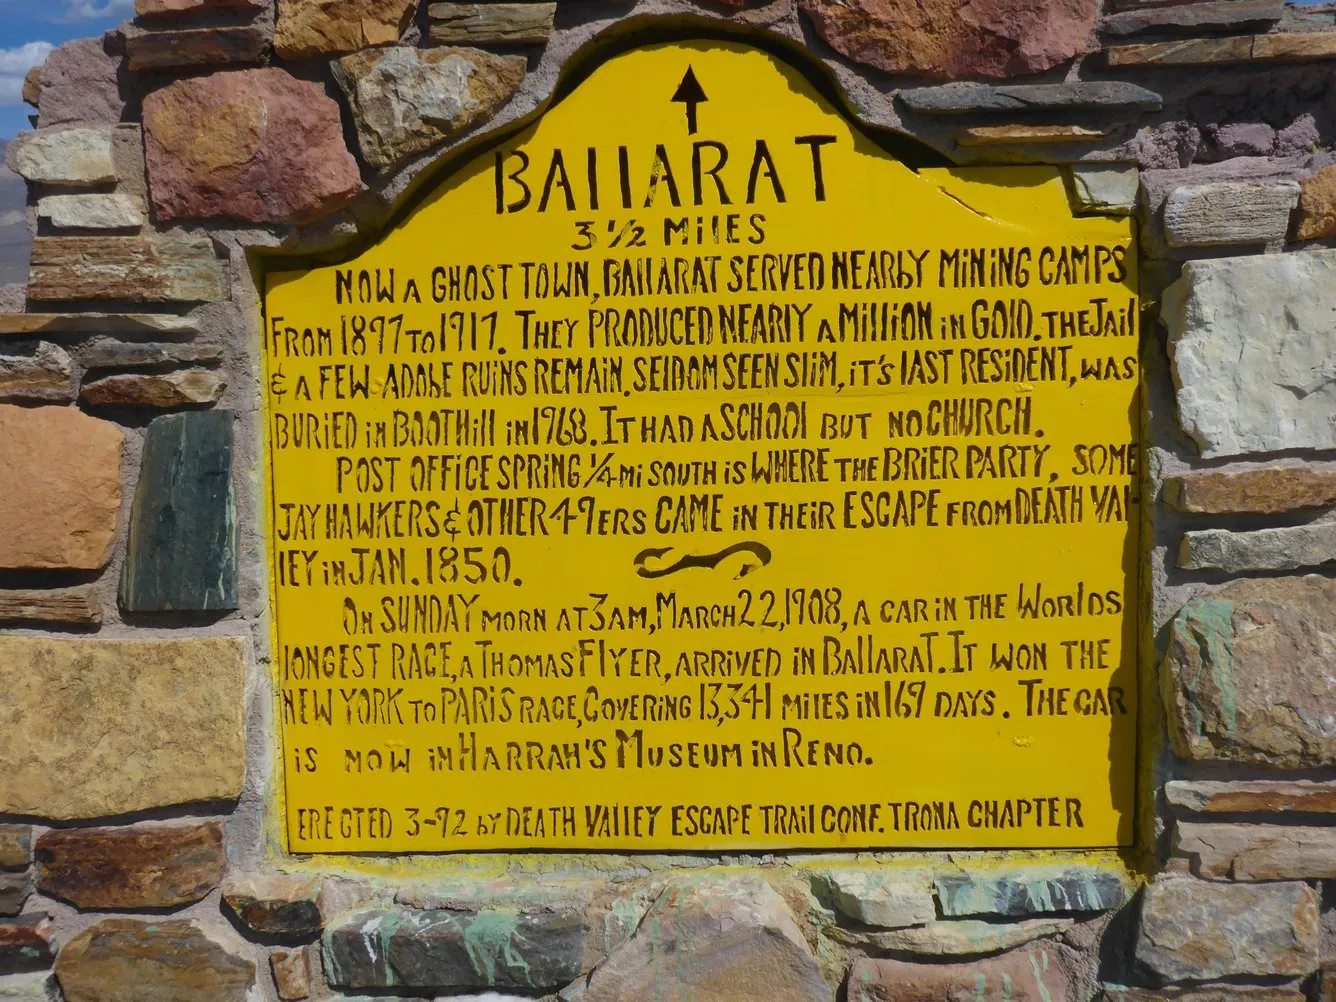 BALLARAT
3 1/2 MILES
NOW A GHOST TOWN, BALLARAT SERVED NEARBY MINING CAMPS
FROM 1897 TO 1917. THEY PRODUCED NEARLY A MILLION IN GOLD. THE JAIL
& A FEW ADOBE RUINS REMAIN. SELDOM SEEN SLIM, IT'S LAST RESIDENT, WAS
BURIED IN BOOTHILL IN 1968. IT HAD A SCHOOL BUT NO CHURCH.
POST OFFICE SPRING 1/4 MI SOUTH IS WHERE THE BRIER PARTY, SOME
JAYHAWKERS & OTHER 49ERS CAME IN THEIR ESCAPE FROM DEATH VAL-
LEY IN JAN. 1850.
ON SUNDAY MORN AT 3AM, MARCH 22, 1908, A CAR IN THE WORLDS
LONGEST RACE, A THOMAS FLYER, ARRIVED IN BALLARAT. IT WON THE
NEW YORK TO PARIS RACE, COVERING 13,341 MILES IN 169 DAYS. THE CAR
IS NOW IN HARRAH'S MUSEUM IN RENO.
ERECTED 3-92 BY DEATH VALLEY ESCAPE TRAIL CONF. TRONA CHAPTER